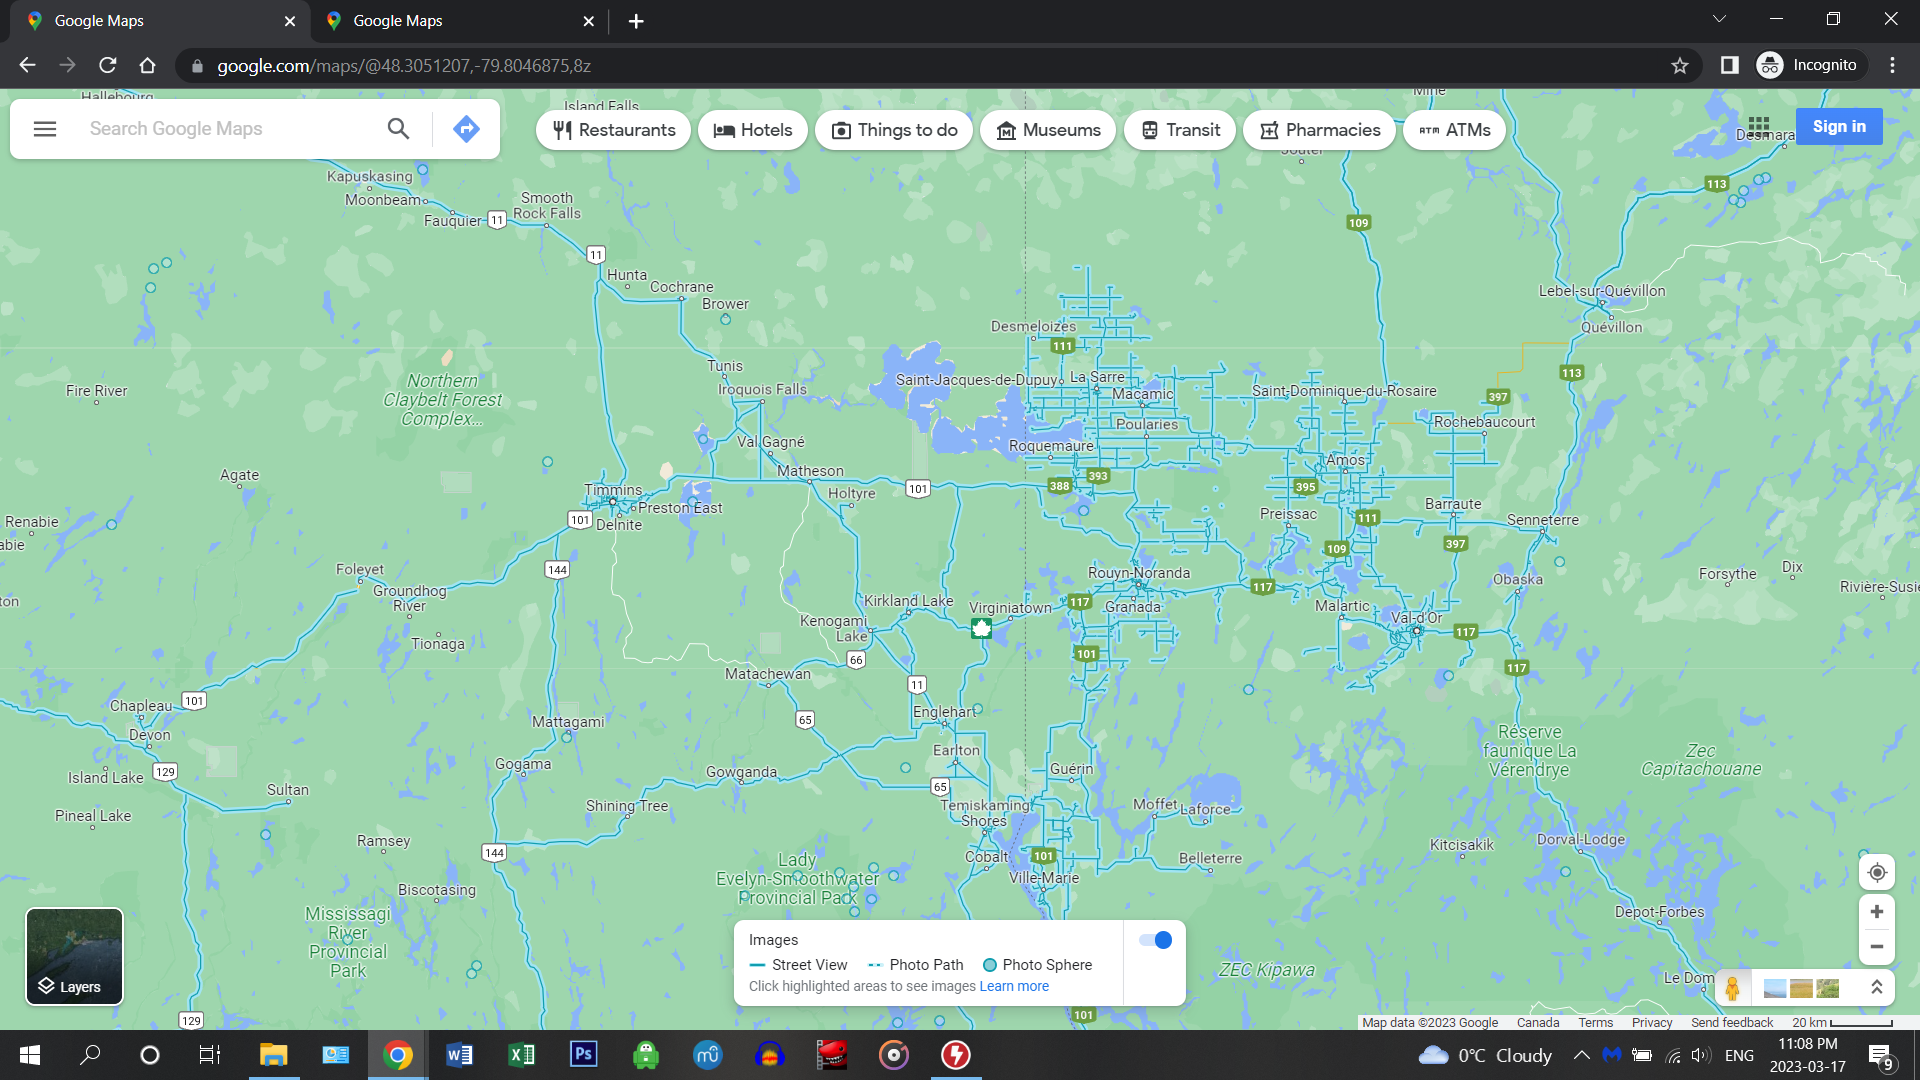 Google Maps
Google Maps
google.com/maps/@48.3051207,-79.8046875,8z
Incognito
Hallebourg
Island Falls
Mine
Search Google Maps
Restaurants
Hotels
Things to do
Museums
Transit
Pharmacies
ATM ATMs
Sign in
Desmara
Joutel
Kapuskasing
Moonbeam
Fauquier
11
Smooth
Rock Falls
113
109
11
Hunta
Cochrane
Brower
Lebel-sur-Quévillon
Quévillon
Desmeloizes
111
Tunis
Iroquois Falls
Saint-Jacques-de-Dupuy
La Sarre
Macamic
Poularies
Saint-Dominique-du-Rosaire
397
113
Rochebaucourt
Fire River
Northern
Claybelt Forest
Complex...
Val Gagné
Matheson
Holtyre
101
Roquemaure
393
388
Amos
395
Agate
Timmins
Preston East
101
Delnite
Barraute
Preissac
111
Senneterre
397
109
Renabie
abie
Foleyet
144
Groundhog
River
Tionaga
Rouyn-Noranda
117
Granada
117
Malartic
Val-d'Or
117
Obaska
Forsythe
Dix
Rivière-Susie
ton
Kirkland Lake
Virginiatown
Kenogami
Lake
66
101
117
Matachewan
11
65
Englehart
Chapleau
101
Devon
Mattagami
Island Lake
129
Gogama
Gowganda
Earlton
Guérin
Réserve
faunique La
Vérendrye
Zec
Capitachouane
Sultan
65
Shining Tree
Temiskaming
Shores
Moffet
Laforce
Pineal Lake
Ramsey
144
Cobalt
101
Belleterre
Kitcisakik
Dorval-Lodge
Lady
Evelyn-Smoothwater
Provincial Park
Ville-Marie
Biscotasing
Mississagi
River
Provincial
Park
Depot-Forbes
ZEC Kipawa
Le Dom
129
101
Layers
Images
Street View
Photo Path
Photo Sphere
Click highlighted areas to see images Learn more
Map data ©2023 Google
Canada
Terms
Privacy
Send feedback
20 km
0°C Cloudy
ENG
11:08 PM
2023-03-17
9